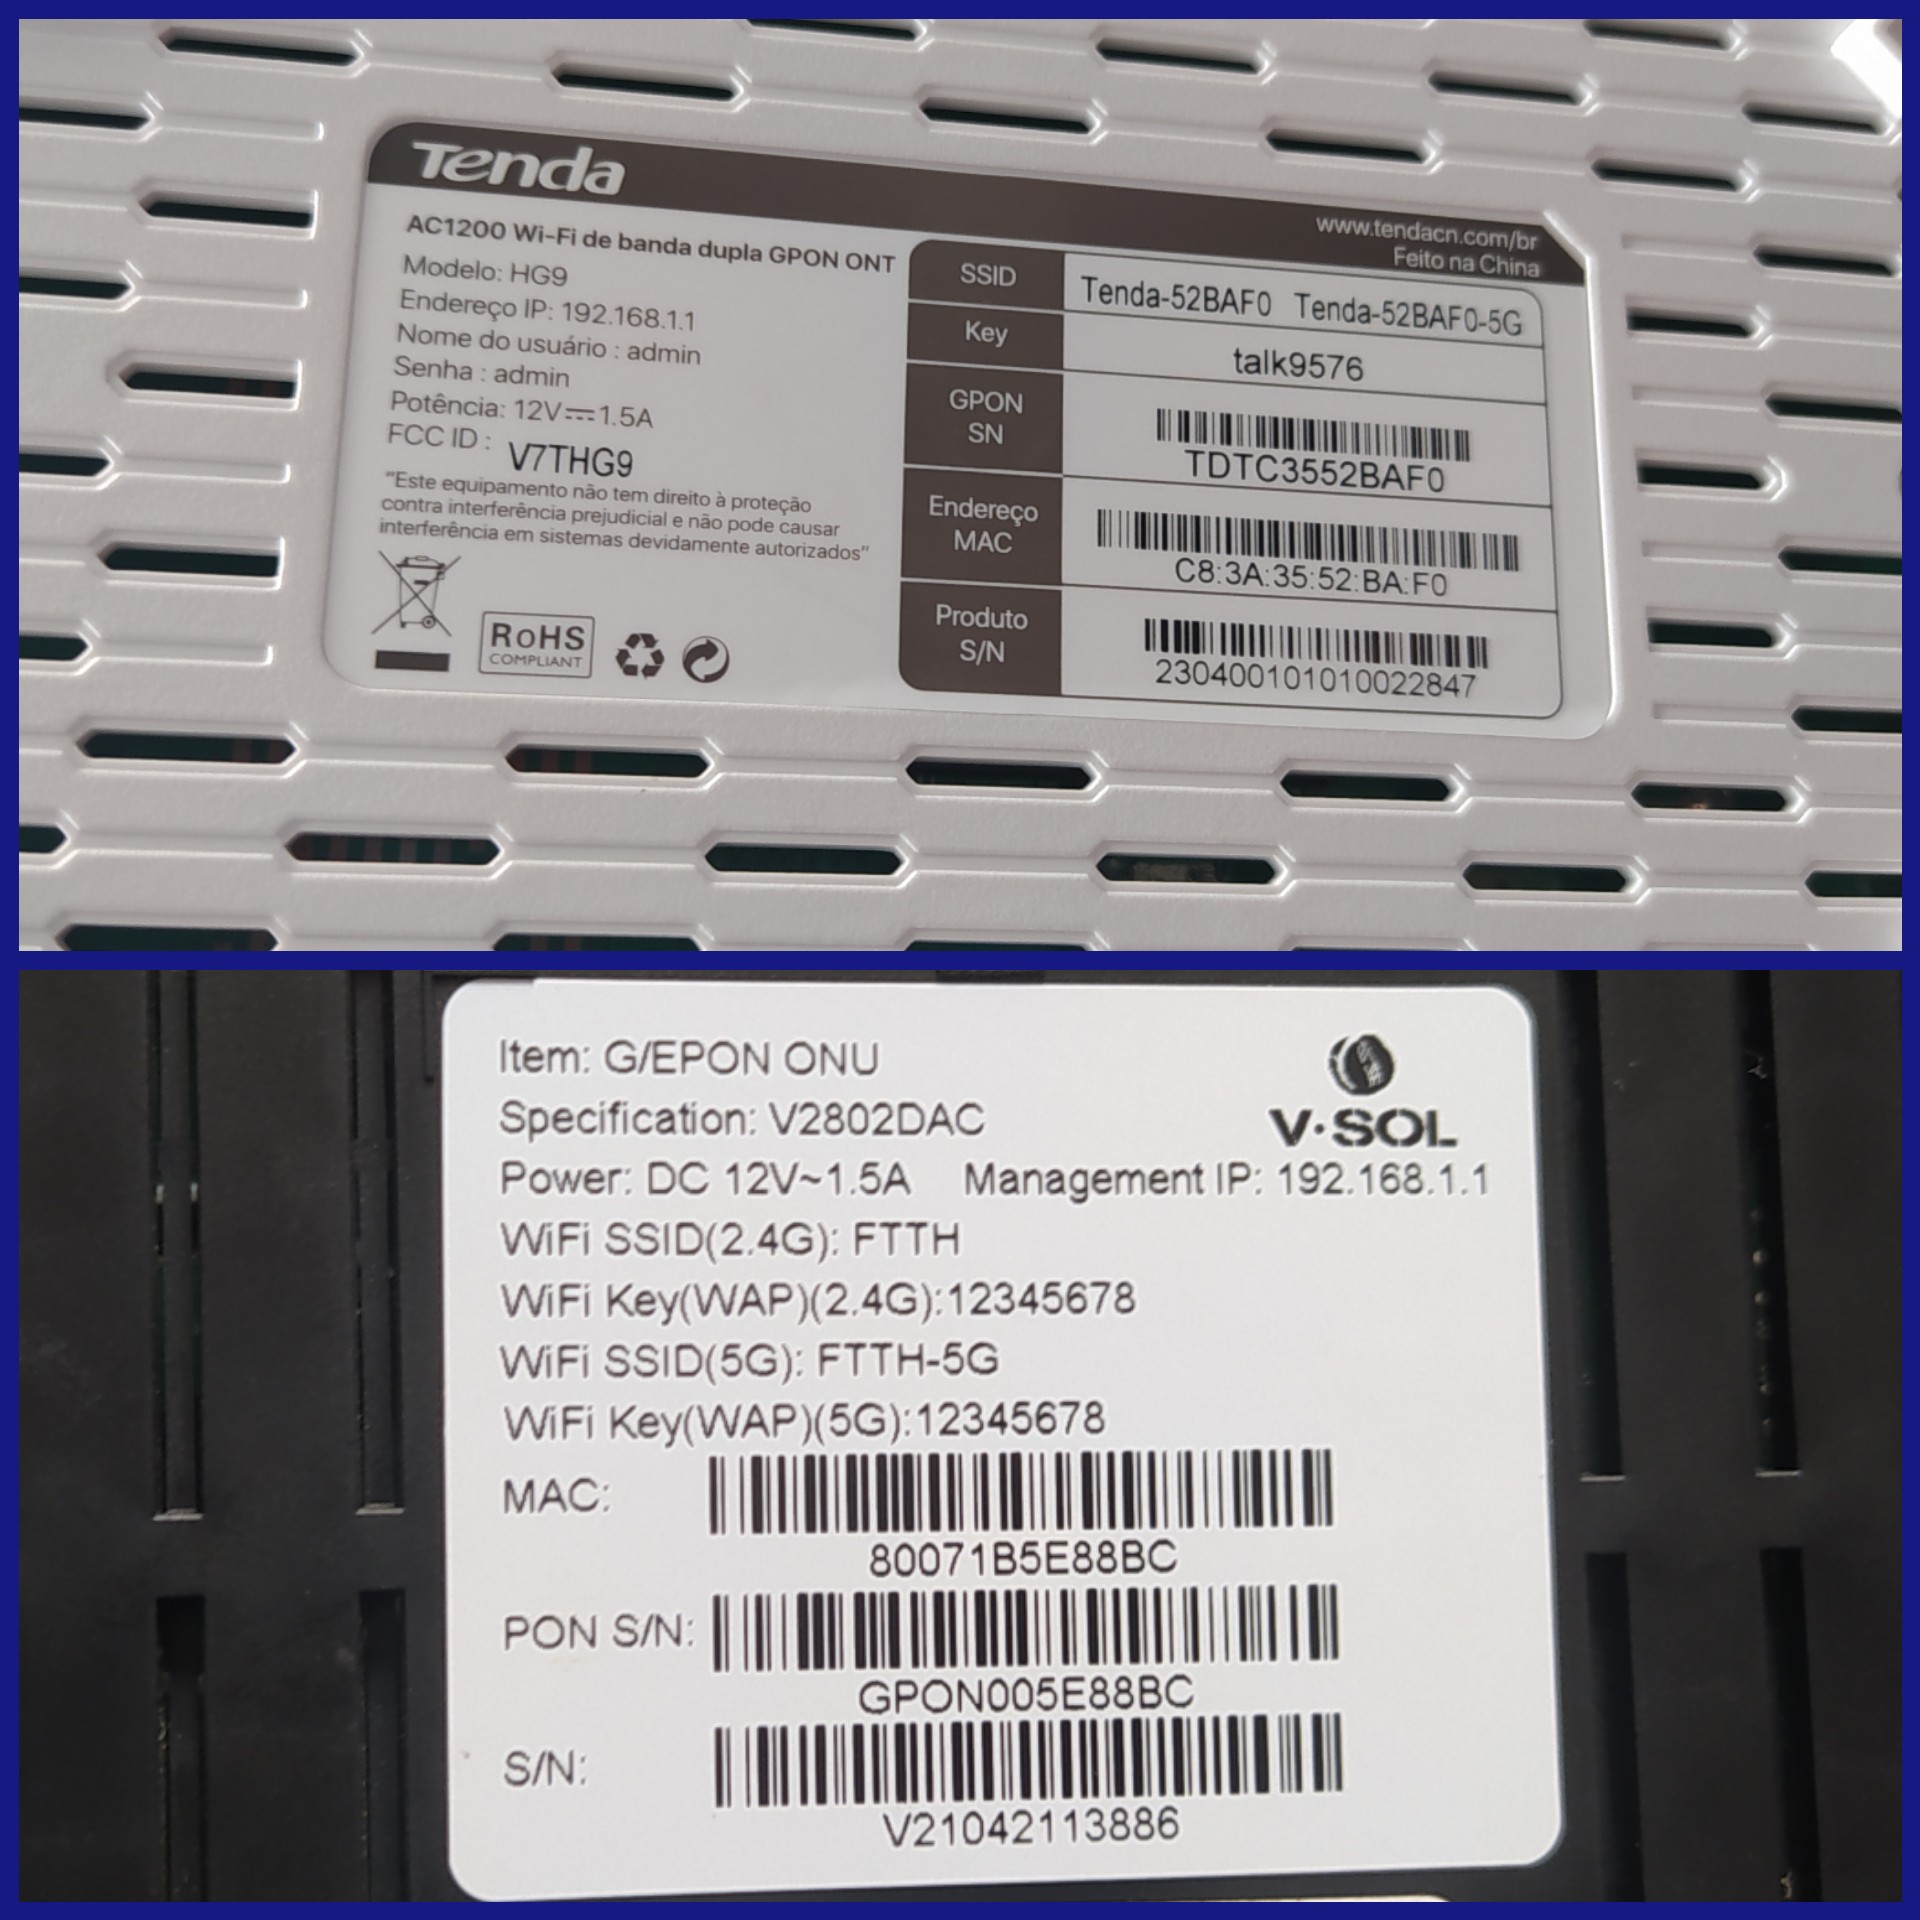 Tenda
www.tendacn.com/br
Feito na China
AC1200 Wi-Fi de banda dupla GPON ONT
Modelo: HG9
Endereço IP: 192.168.1.1
Nome do usuário : admin
Senha : admin
Potência: 12V⎓1.5A
FCC ID : V7THG9
"Este equipamento não tem direito à proteção
contra interferência prejudicial e não pode causar
interferência em sistemas devidamente autorizados"
RoHS
COMPLIANT
SSID Tenda-52BAF0 Tenda-52BAF0-5G
Key talk9576
GPON
SN
TDTC3552BAF0
Endereço
MAC
C8:3A:35:52:BA:F0
Produto
S/N
230400101010022847
Item: G/EPON ONU
V·SOL
Specification: V2802DAC
Power: DC 12V~1.5A Management IP: 192.168.1.1
WiFi SSID(2.4G): FTTH
WiFi Key(WAP)(2.4G):12345678
WiFi SSID(5G): FTTH-5G
WiFi Key(WAP)(5G):12345678
MAC:
80071B5E88BC
PON S/N:
GPON005E88BC
S/N:
V21042113886